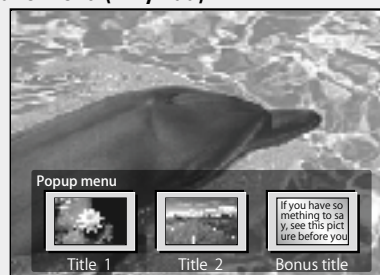 Popup menu
If you have so
mething to sa
y, see this pict
ure before you
Title 1
Title 2
Bonus title